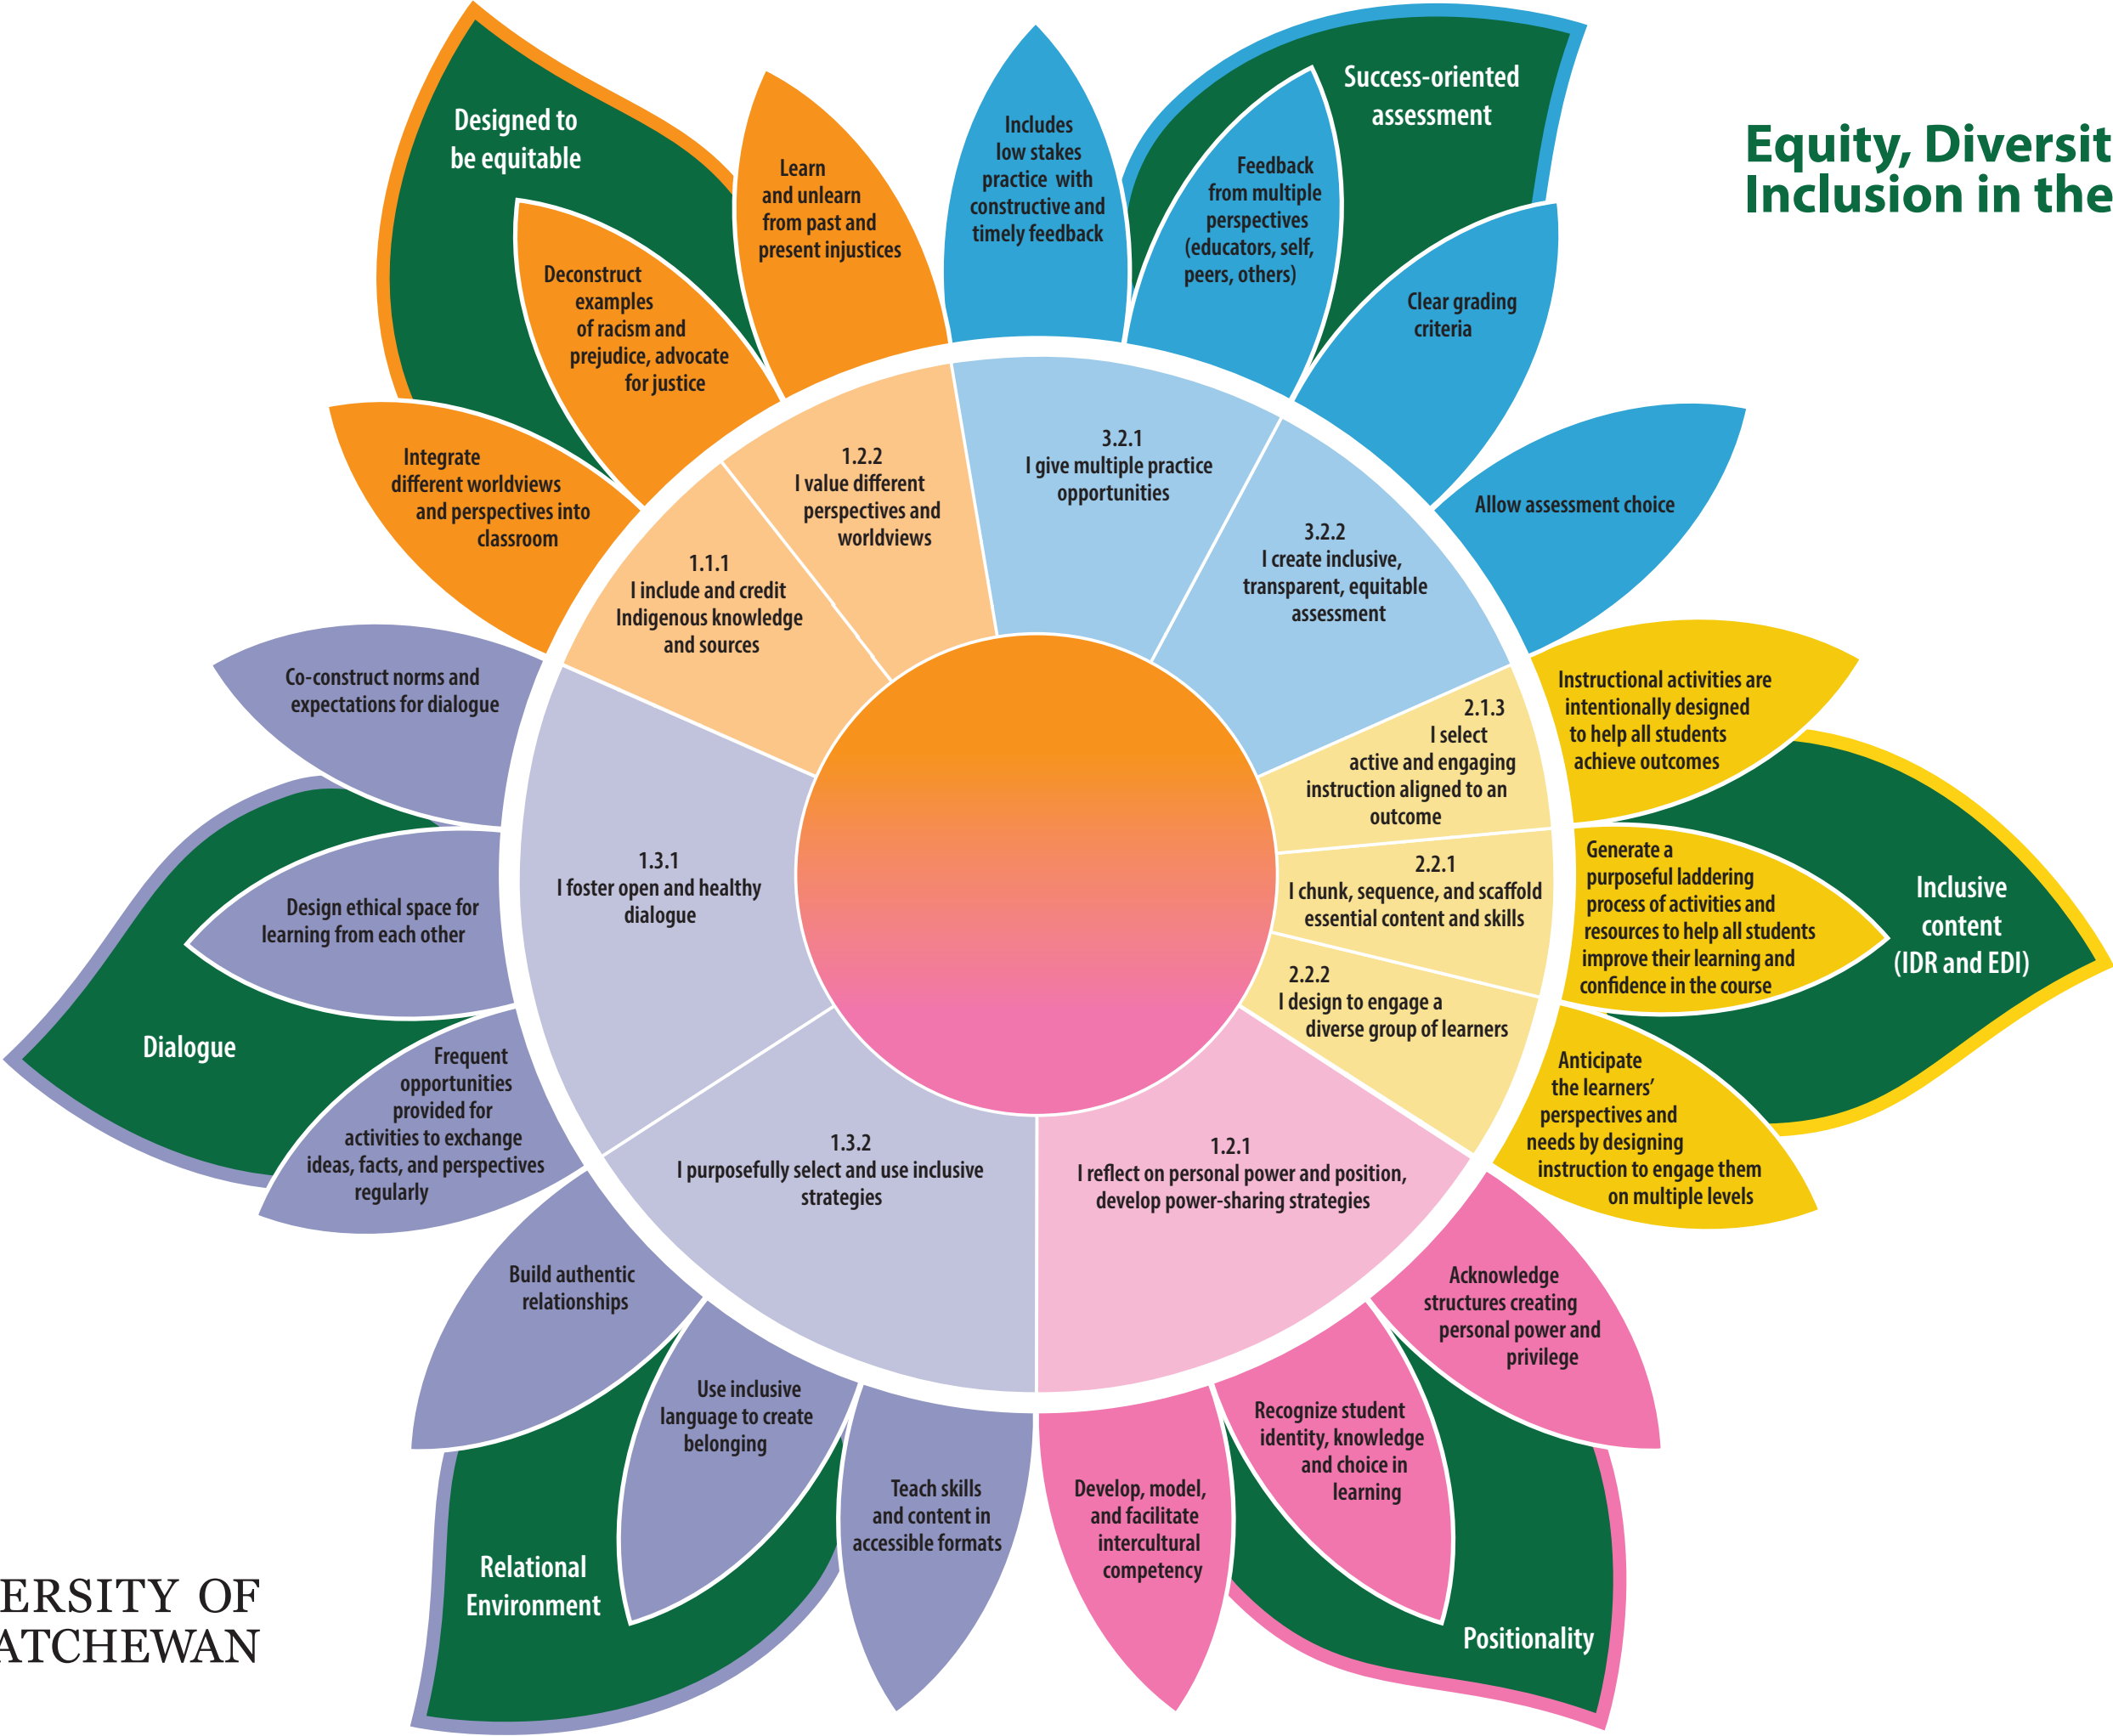 Equity, Diversit
Inclusion in the
Designed to
be equitable
Learn
and unlearn
from past and
present injustices
Deconstruct
examples
of racism and
prejudice, advocate
for justice
Integrate
different worldviews
and perspectives into
classroom
Includes
low stakes
practice with
constructive and
timely feedback
Success-oriented
assessment
Feedback
from multiple
perspectives
(educators, self,
peers, others)
Clear grading
criteria
Allow assessment choice
1.1.1
I include and credit
Indigenous knowledge
and sources
1.2.2
I value different
perspectives and
worldviews
3.2.1
I give multiple practice
opportunities
3.2.2
I create inclusive,
transparent, equitable
assessment
2.1.3
I select
active and engaging
instruction aligned to an
outcome
2.2.1
I chunk, sequence, and scaffold
essential content and skills
2.2.2
I design to engage a
diverse group of learners
Instructional activities are
intentionally designed
to help all students
achieve outcomes
Generate a
purposeful laddering
process of activities and
resources to help all students
improve their learning and
confidence in the course
Inclusive
content
(IDR and EDI)
Anticipate
the learners'
perspectives and
needs by designing
instruction to engage them
on multiple levels
Co-construct norms and
expectations for dialogue
Design ethical space for
learning from each other
Dialogue
Frequent
opportunities
provided for
activities to exchange
ideas, facts, and perspectives
regularly
1.3.1
I foster open and healthy
dialogue
1.3.2
I purposefully select and use inclusive
strategies
1.2.1
I reflect on personal power and position,
develop power-sharing strategies
Build authentic
relationships
Use inclusive
language to create
belonging
Teach skills
and content in
accessible formats
Relational
Environment
Develop, model,
and facilitate
intercultural
competency
Recognize student
identity, knowledge
and choice in
learning
Acknowledge
structures creating
personal power and
privilege
Positionality
ERSITY OF
ATCHEWAN